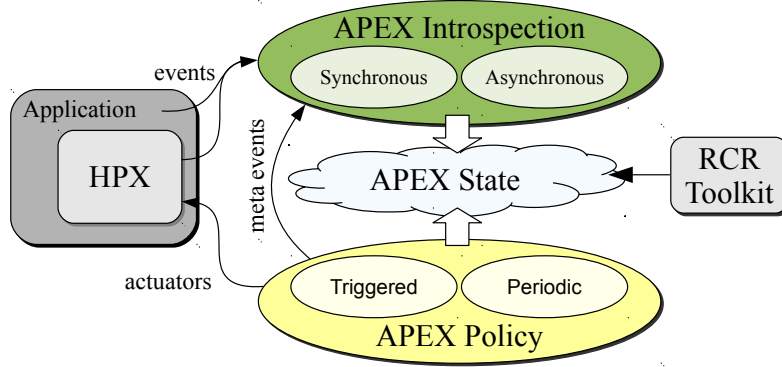 APEX Introspection
Synchronous
Asynchronous
events
Application
HPX
meta events
APEX State
RCR
Toolkit
actuators
Triggered
Periodic
APEX Policy